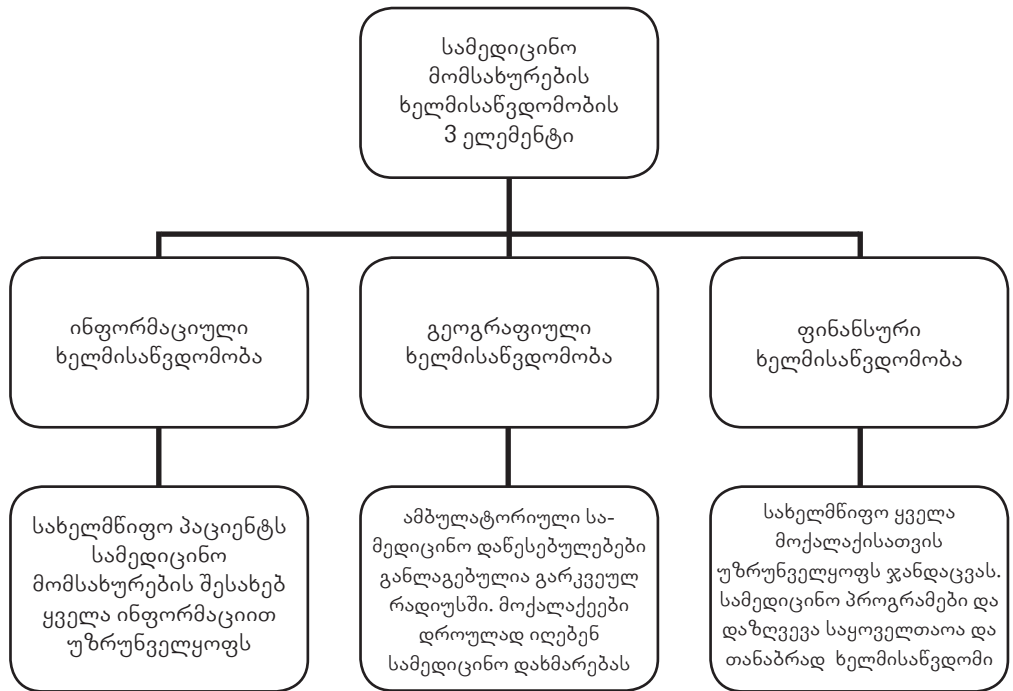 სამედიცინო
მომსახურების
ხელმისაწვდომობის
3 ელემენტი
ინფორმაციული
ხელმისაწვდომობა
გეოგრაფიული
ხელმისაწვდომობა
ფინანსური
ხელმისაწვდომობა
სახელმწიფო პაციენტს
სამედიცინო
მომსახურების შესახებ
ყველა ინფორმაციით
უზრუნველყოფს
ამბულატორიული სა-
მედიცინო დაწესებულებები
განლაგებულია გარკვეულ
რადიუსში. მოქალაქეები
დროულად იღებენ
სამედიცინო დახმარებას
სახელმწიფო ყველა
მოქალაქისათვის
უზრუნველყოფს ჯანდაცვას.
სამედიცინო პროგრამები და
დაზღვევა საყოველთაოა და
თანაბრად ხელმისაწვდომი